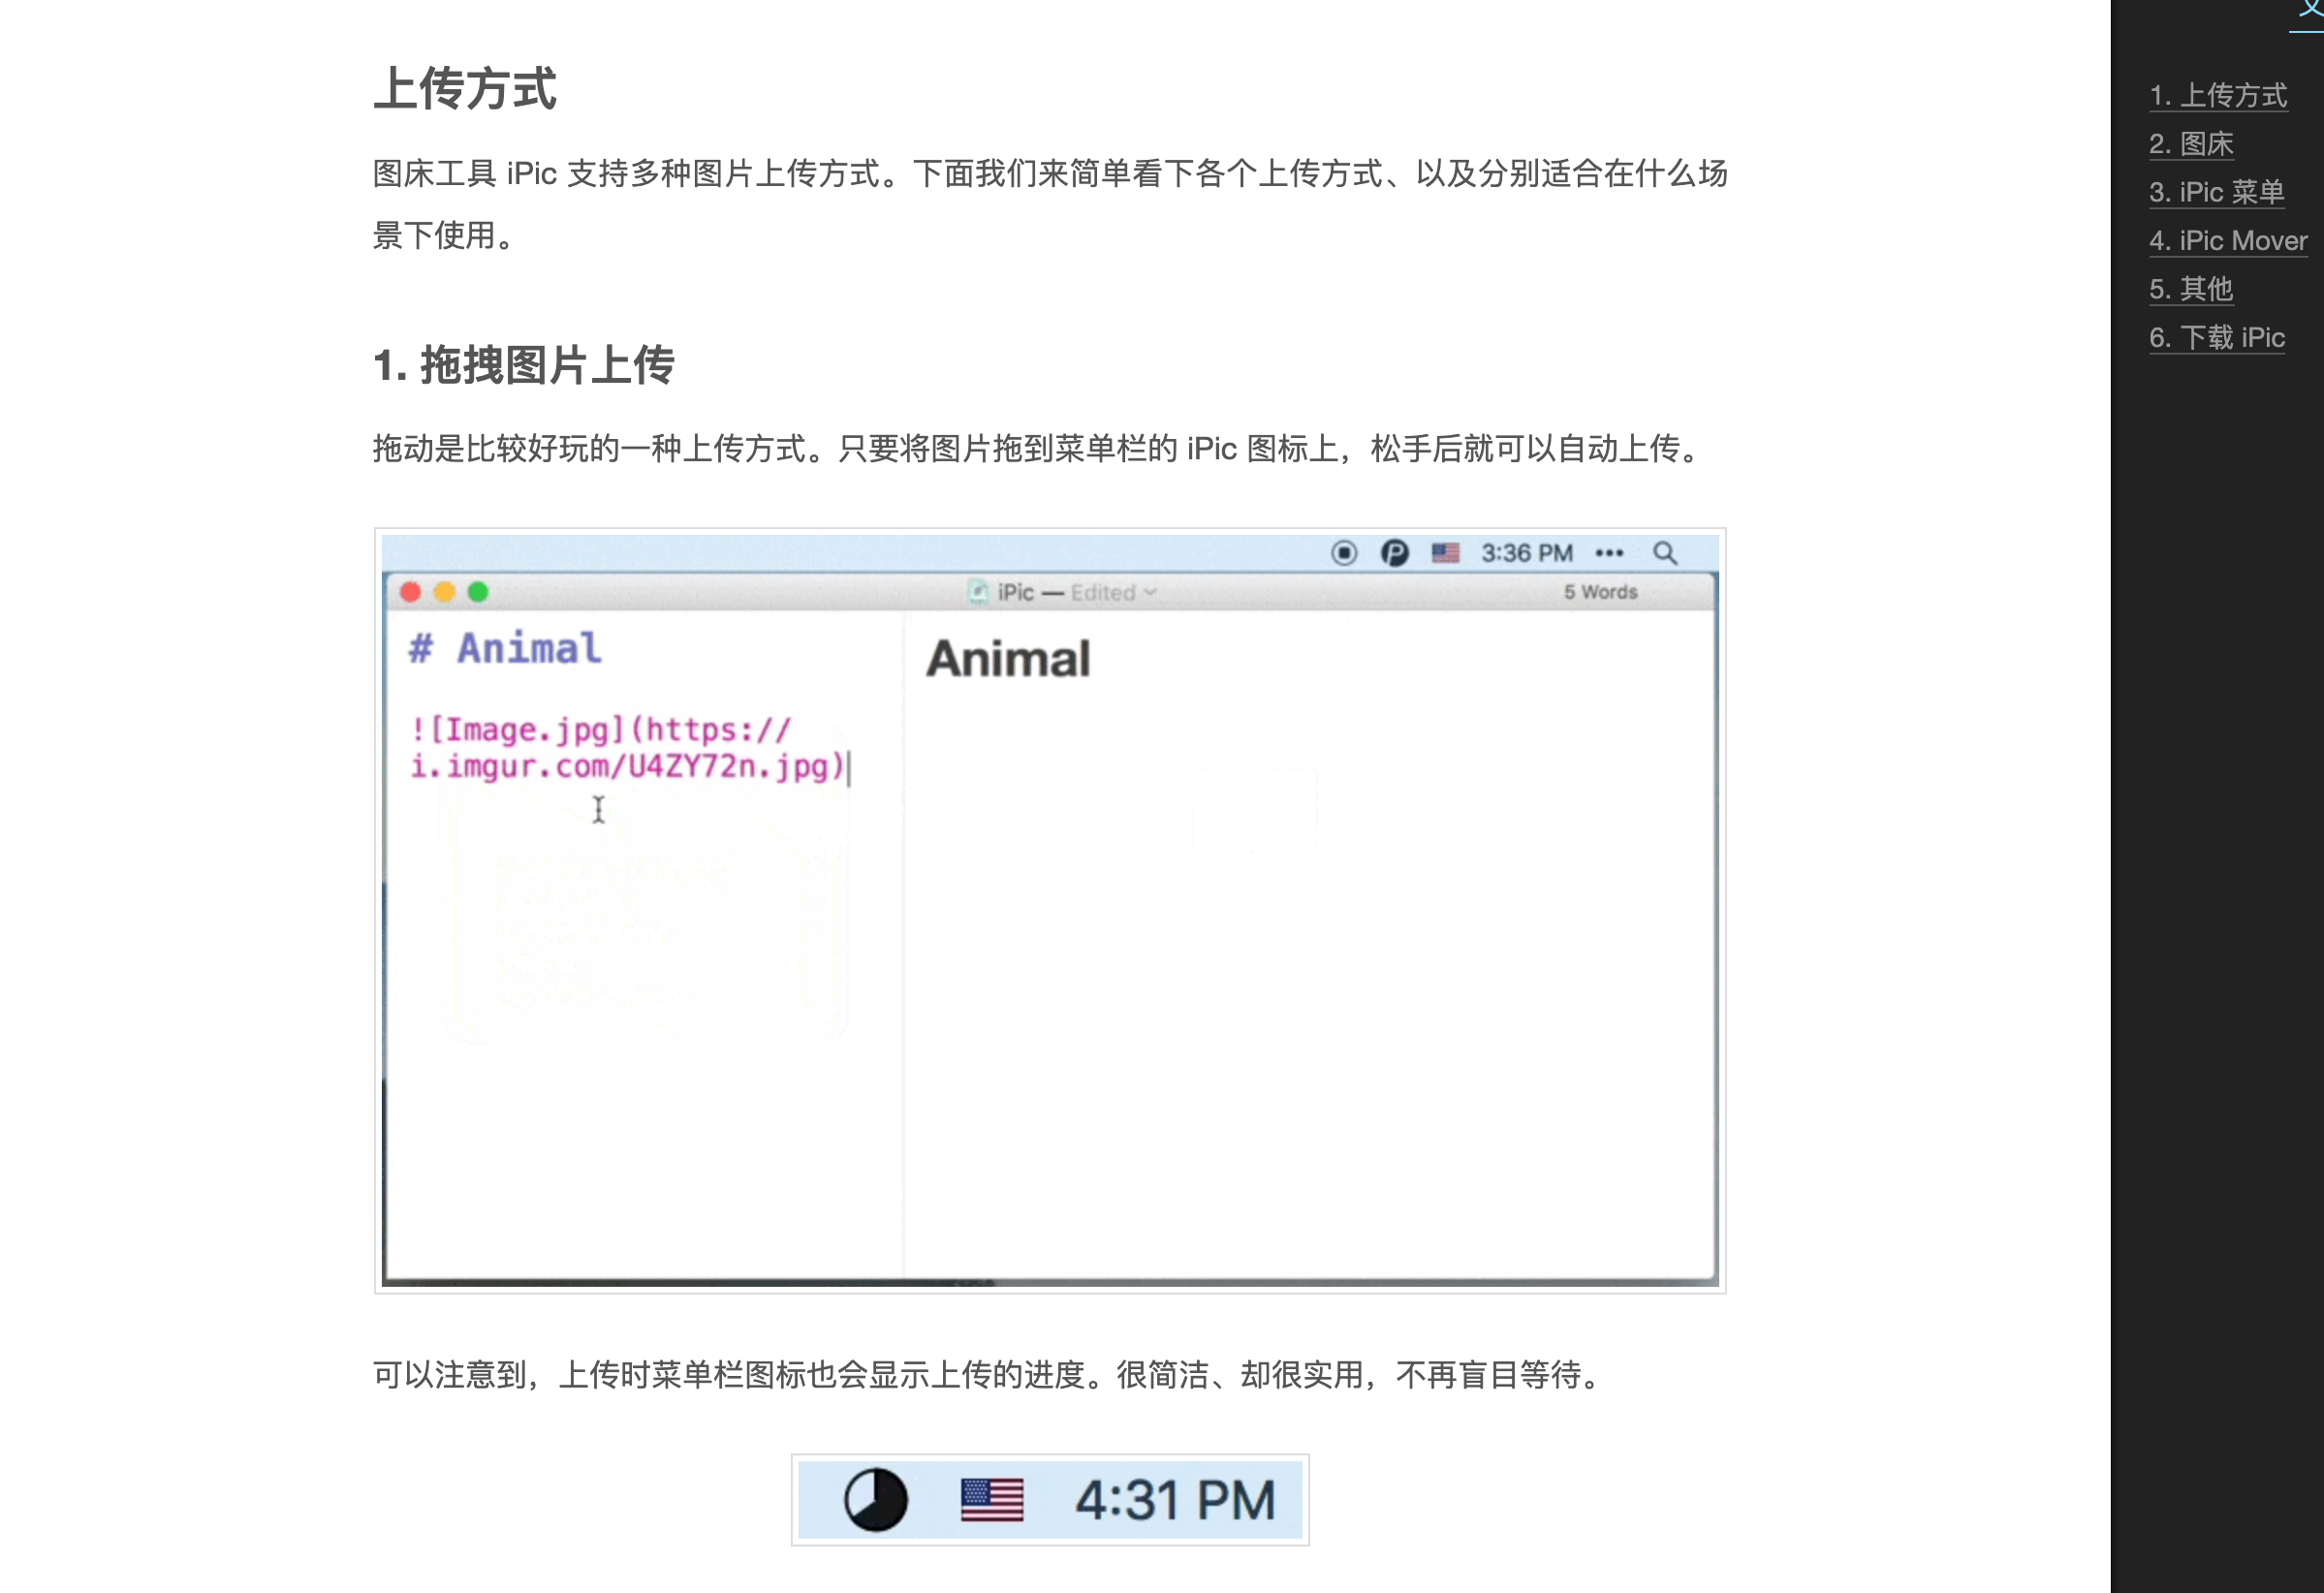 上传方式
图床工具 iPic 支持多种图片上传方式。下面我们来简单看下各个上传方式、以及分别适合在什么场
景下使用。
1. 拖拽图片上传
拖动是比较好玩的一种上传方式。只要将图片拖到菜单栏的 iPic 图标上，松手后就可以自动上传。
3:36 PM
iPic — Edited
5 Words
# Animal
![Image.jpg](https://
i.imgur.com/U4ZY72n.jpg)
Animal
可以注意到，上传时菜单栏图标也会显示上传的进度。很简洁、却很实用，不再盲目等待。
4:31 PM
1. 上传方式
2. 图床
3. iPic 菜单
4. iPic Mover
5. 其他
6. 下载 iPic